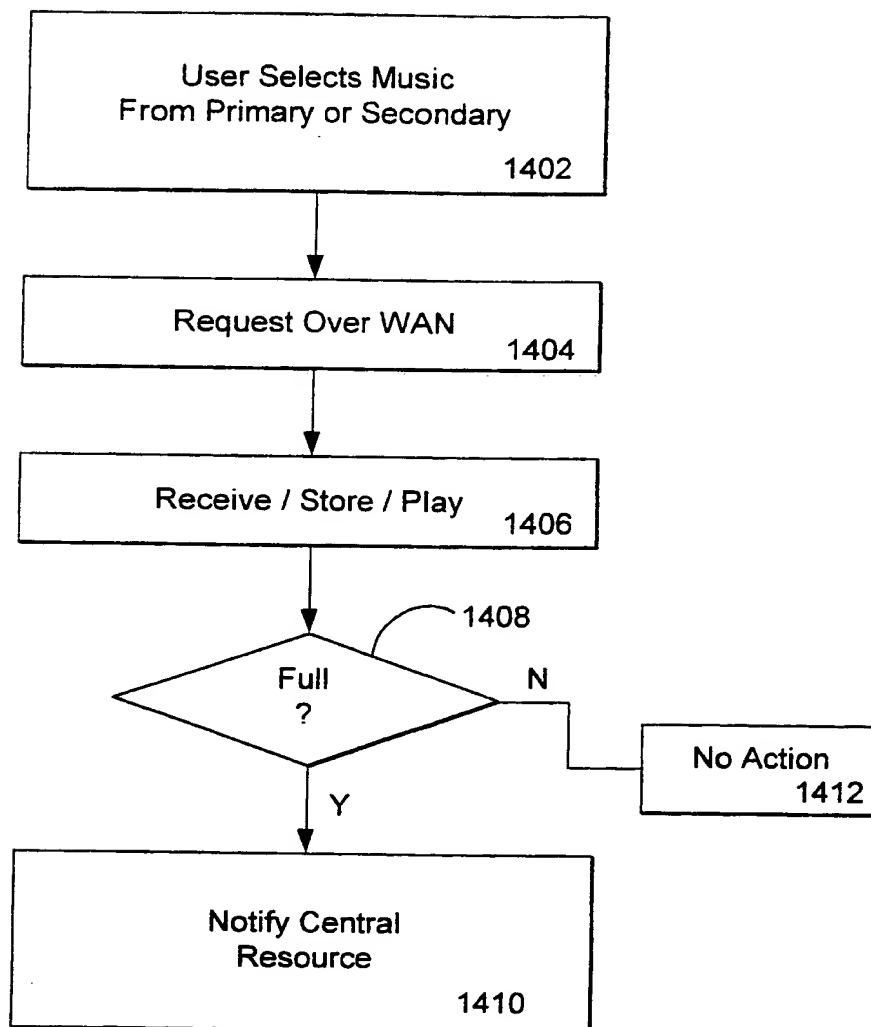 User Selects Music
From Primary or Secondary
1402
Request Over WAN
1404
Receive / Store / Play
1406
1408
Full
?
N
No Action
1412
Y
Notify Central
Resource
1410